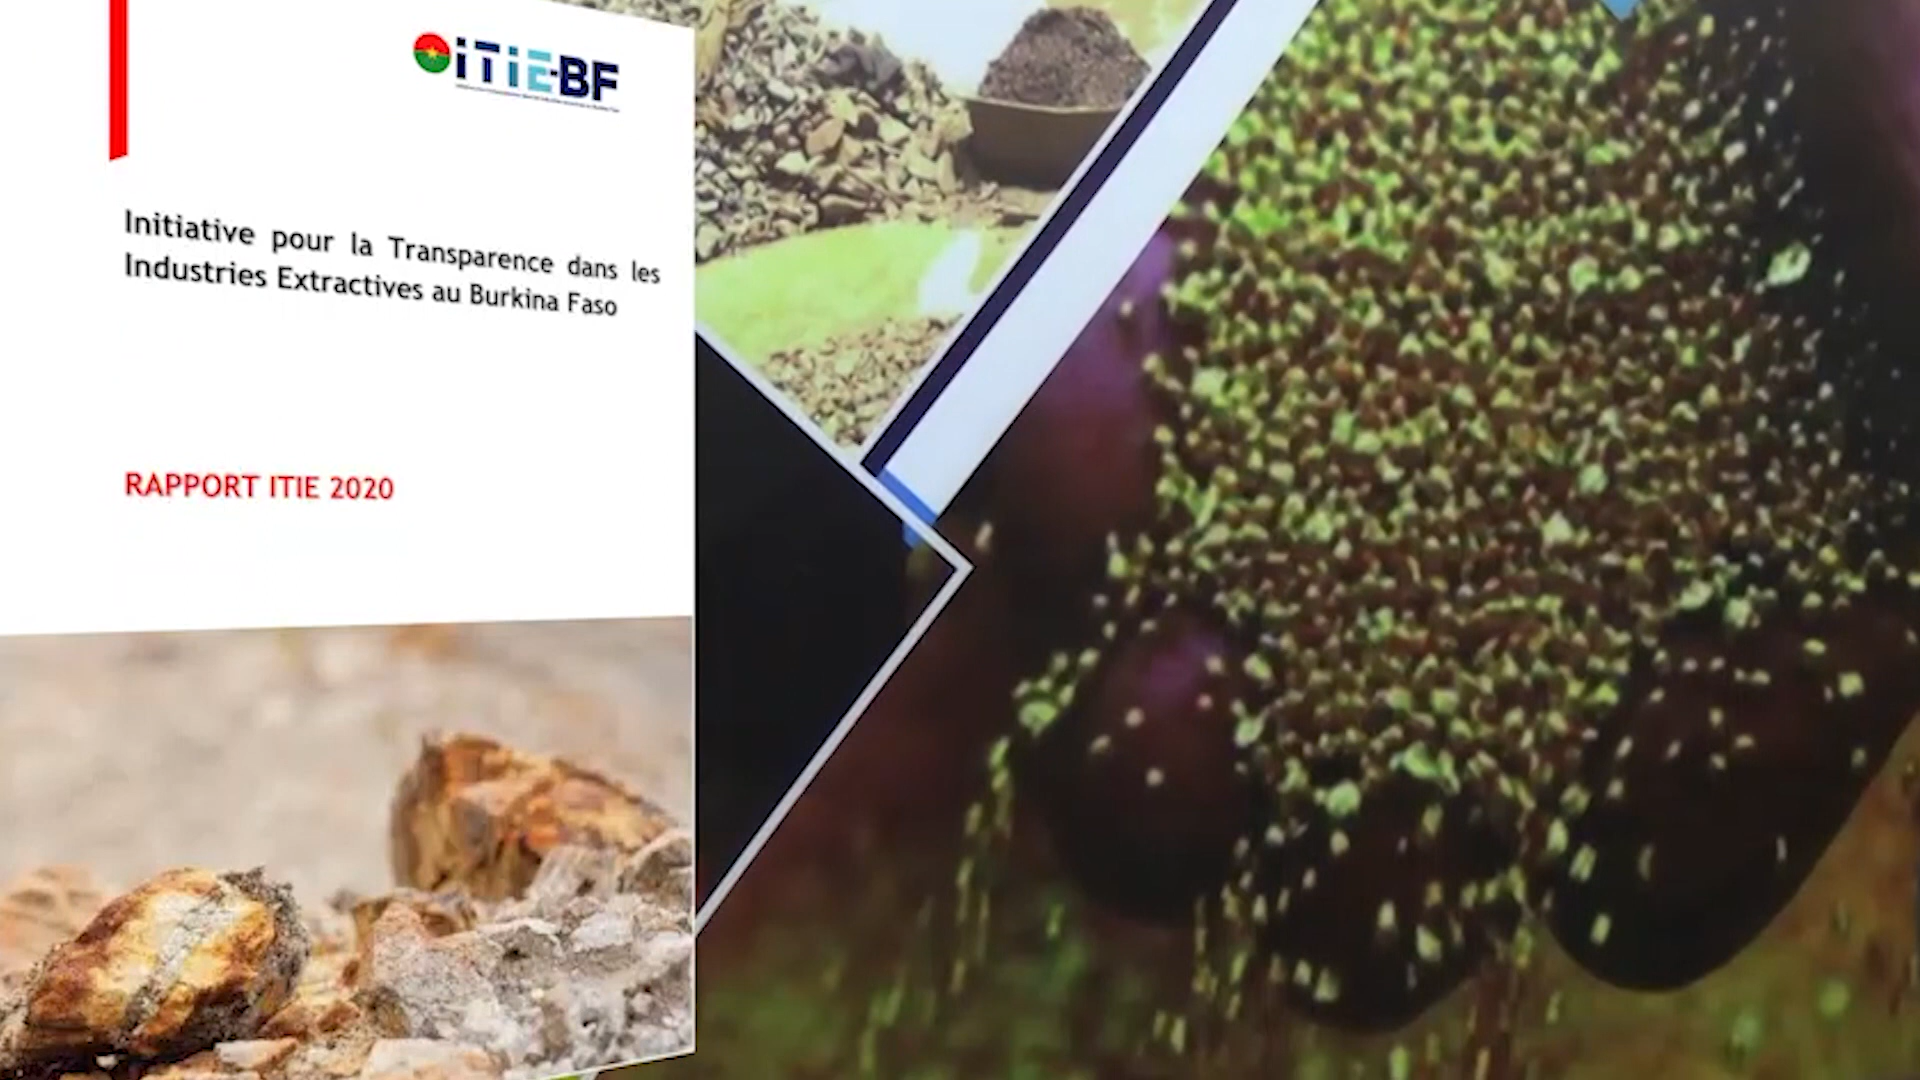 iTiE-BF
Initiative pour la Transparence dans les
Industries Extractives au Burkina Faso
RAPPORT ITIE 2020